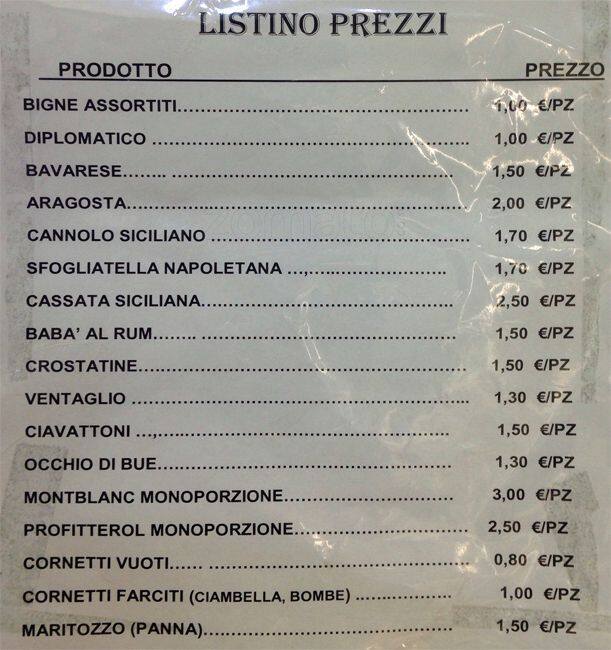 LISTINO PREZZI
PRODOTTO PREZZO
BIGNE ASSORTITI........................................................ 1,00 €/PZ
DIPLOMATICO ............................................................ 1,00 €/PZ
BAVARESE....... ..................................................... 1,50 €/PZ
ARAGOSTA................................................................ 2,00 €/PZ
CANNOLO SICILIANO ................................................ 1,70 €/PZ
SFOGLIATELLA NAPOLETANA ...,........................... 1,70 €/PZ
CASSATA SICILIANA................................................ 2,50 €/PZ
BABA’ AL RUM........ ................................................ 1,50 €/PZ
CROSTATINE............................................................. 1,50 €/PZ
VENTAGLIO ............................................................... 1,30 €/PZ
CIAVATTONI ...,........................................................ 1,50 €/PZ
OCCHIO DI BUE......................................................... 1,30 €/PZ
MONTBLANC MONOPORZIONE................................ 3,00 €/PZ
PROFITTEROL MONOPORZIONE................................. 2,50 €/PZ
CORNETTI VUOTI...... ................................................ 0,80 €/PZ
CORNETTI FARCITI (CIAMBELLA, BOMBE) .................. 1,00 €/PZ
MARITOZZO (PANNA)................................................ 1,50 €/PZ